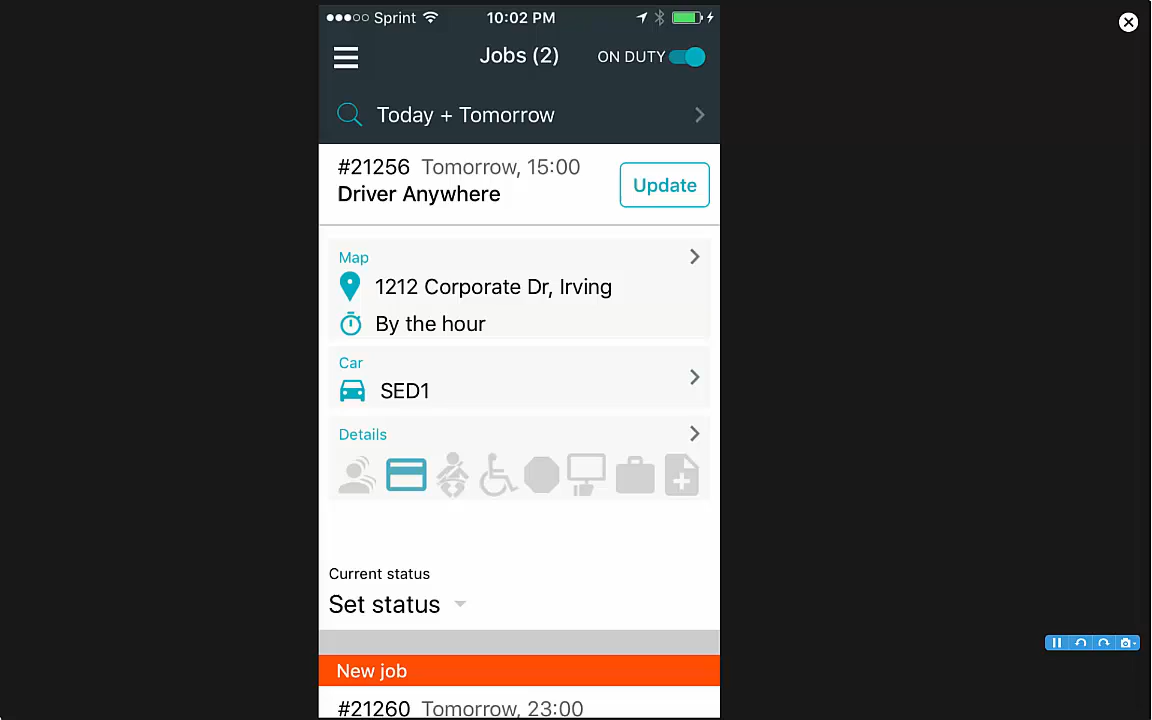 Sprint 10:02 PM
Jobs (2) ON DUTY
Today + Tomorrow
#21256 Tomorrow, 15:00
Driver Anywhere
Update
Map
1212 Corporate Dr, Irving
By the hour
Car
SED1
Details
Current status
Set status
New job
#21260 Tomorrow, 23:00